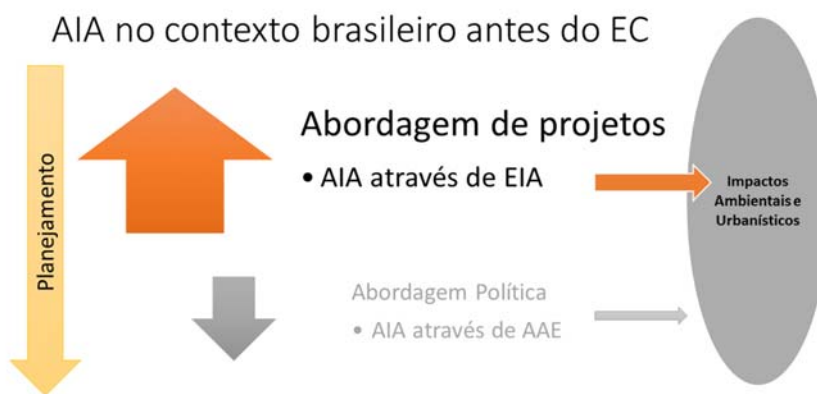 AIA no contexto brasileiro antes do EC
Planejamento
Abordagem de projetos
• AIA através de EIA
Impactos
Ambientais e
Urbanísticos
Abordagem Política
• AIA através de AAE